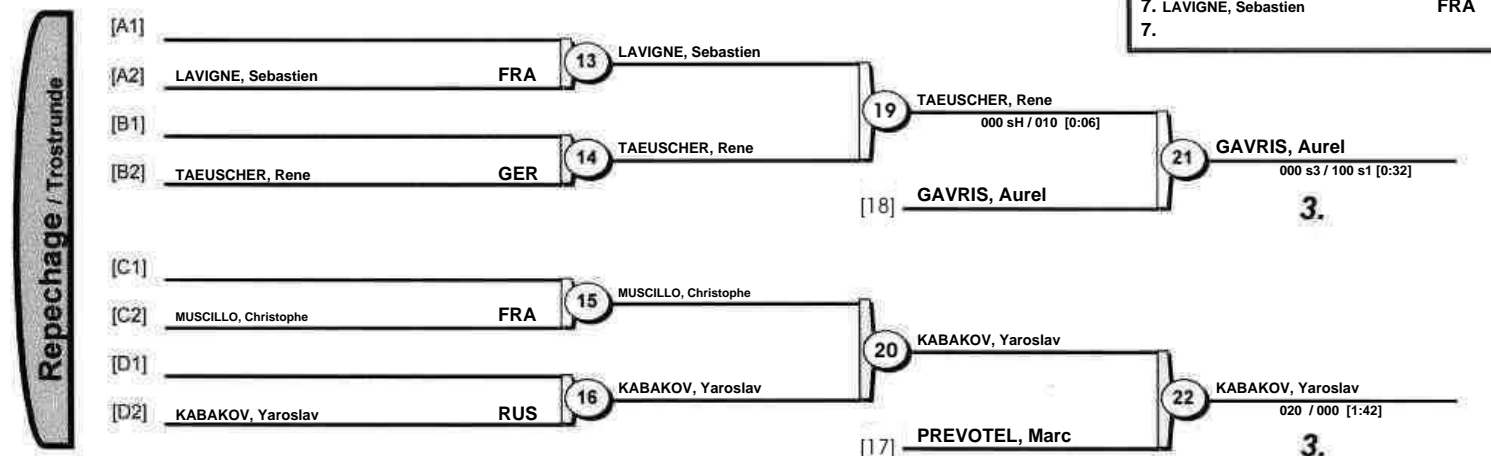 7. LAVIGNE, Sebastien FRA
7.
Repechage / Trostrunde
[A1]
[A2] LAVIGNE, Sebastien FRA
13
LAVIGNE, Sebastien
[B1]
[B2] TAEUSCHER, Rene GER
14
TAEUSCHER, Rene
19
TAEUSCHER, Rene
000 sH / 010 [0:06]
[18] GAVRIS, Aurel
21
GAVRIS, Aurel
000 s3 / 100 s1 [0:32]
3.
[C1]
[C2] MUSCILLO, Christophe FRA
15
MUSCILLO, Christophe
[D1]
[D2] KABAKOV, Yaroslav RUS
16
KABAKOV, Yaroslav
20
KABAKOV, Yaroslav
[17] PREVOTEL, Marc
22
KABAKOV, Yaroslav
020 / 000 [1:42]
3.